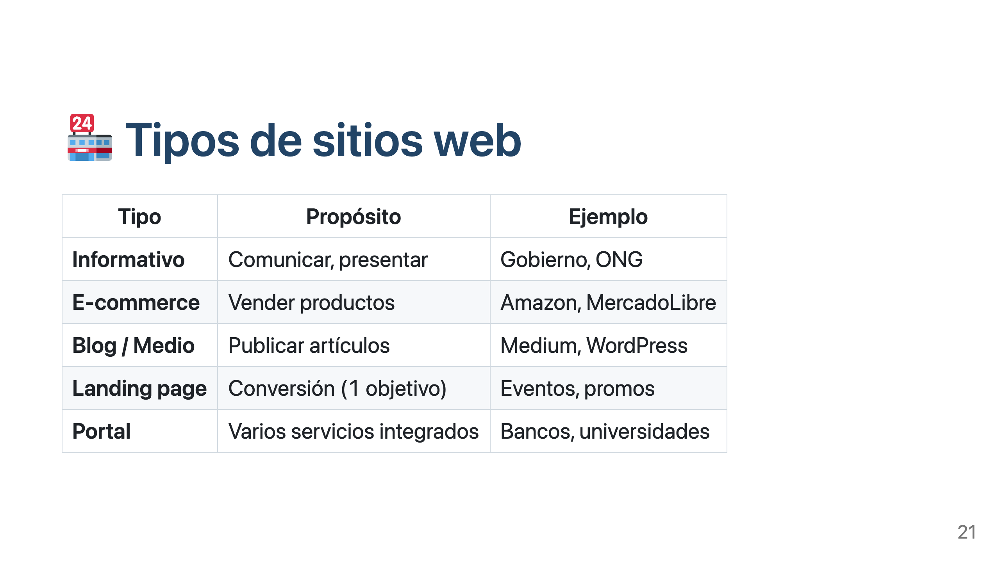 24
Tipos de sitios web
Tipo Propósito Ejemplo
Informativo Comunicar, presentar Gobierno, ONG
E-commerce Vender productos Amazon, MercadoLibre
Blog / Medio Publicar artículos Medium, WordPress
Landing page Conversión (1 objetivo) Eventos, promos
Portal Varios servicios integrados Bancos, universidades
21